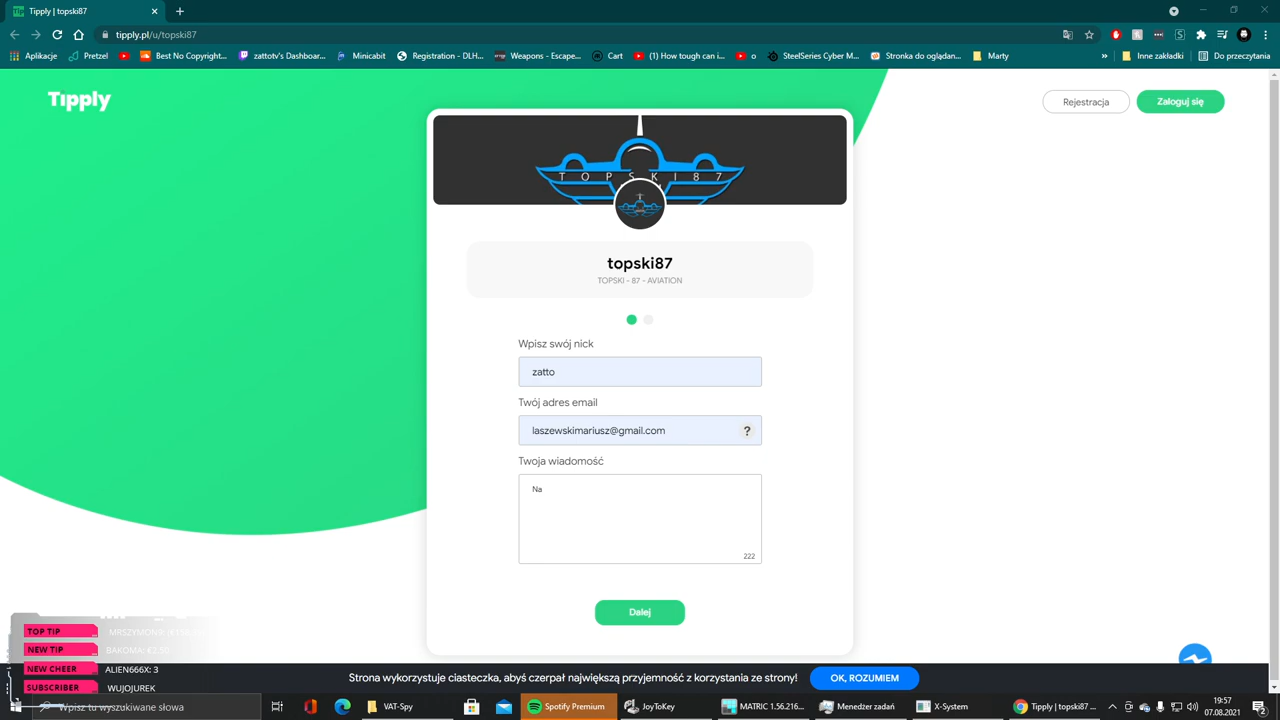 Tipply | topski87
tipply.pl/u/topski87
Aplikacje Pretzel Best No Copyright... zattotv's Dashboar... Minicabit Registration - DLH... Weapons - Escape... Cart (1) How tough can i... o SteelSeries Cyber M... Stronka do oglądan... Marty » Inne zakładki Do przeczytania
Tipply
Rejestracja
Zaloguj się
TOPSKI87
topski87
TOPSKI - 87 - AVIATION
Wpisz swój nick
zatto
Twój adres email
laszewskimariusz@gmail.com ?
Twoja wiadomość
Na
222
Dalej
TOP TIP
NEW TIP BAKOMA:
NEW CHEER ALIEN666X: 3
SUBSCRIBER WUJOJUREK
Strona wykorzystuje ciasteczka, abyś czerpał największą przyjemność z korzystania ze strony! OK, ROZUMIEM
Wpisz tu wyszukiwane słowa VAT-Spy Spotify Premium JoyToKey MATRIC 1.56.216... Menedżer zadań X-System Tipply | topski87 ... 19:57
07.08.2021 2